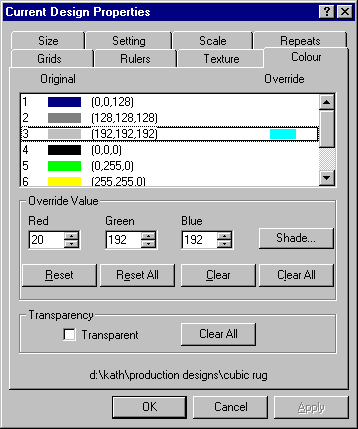 Current Design Properties
Size Setting Scale Repeats
Grids Rulers Texture Colour
Original Override
1 (0,0,128)
2 (128,128,128)
3 (192,192,192)
4 (0,0,0)
5 (0,255,0)
6 (255,255,0)
Override Value
Red Green Blue
20 192 192 Shade...
Reset Reset All Clear Clear All
Transparency
Transparent Clear All
d:\kath\production designs\cubic rug
OK Cancel Apply